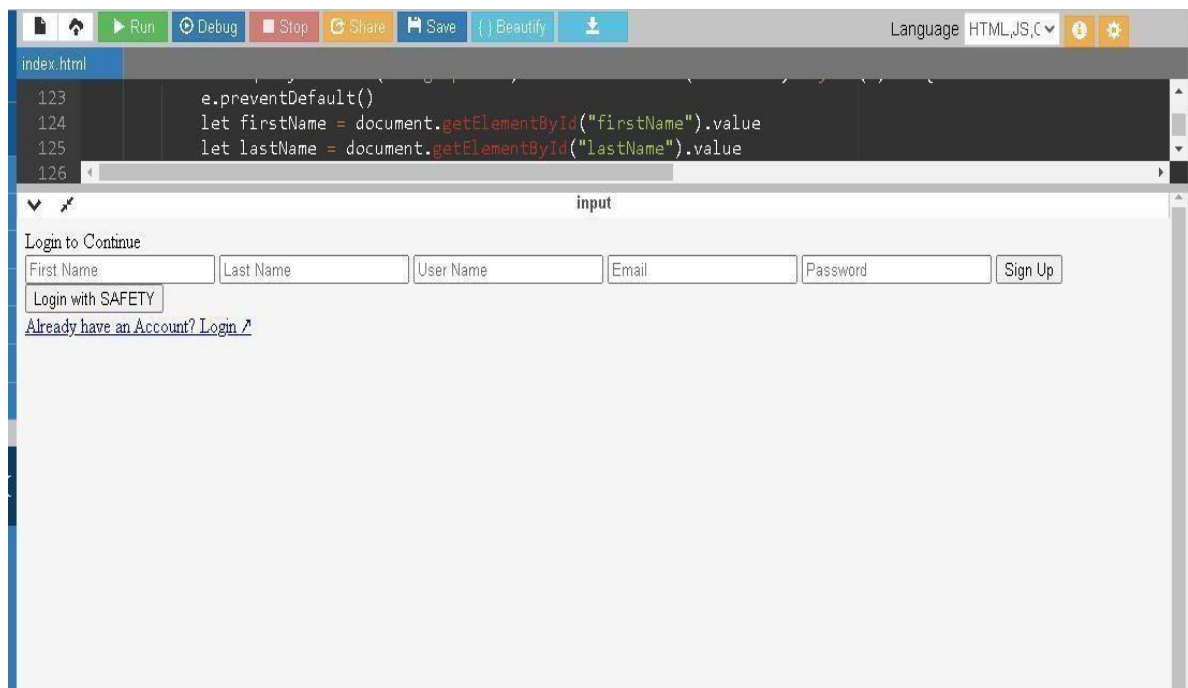 Run Debug Stop Share Save { } Beautify Language HTML,JS,C
index.html
123 e.preventDefault()
124 let firstName = document.getElementById("firstName").value
125 let lastName = document.getElementById("lastName").value
126
input
Login to Continue
First Name Last Name User Name Email Password Sign Up
Login with SAFETY
Already have an Account? Login ↗